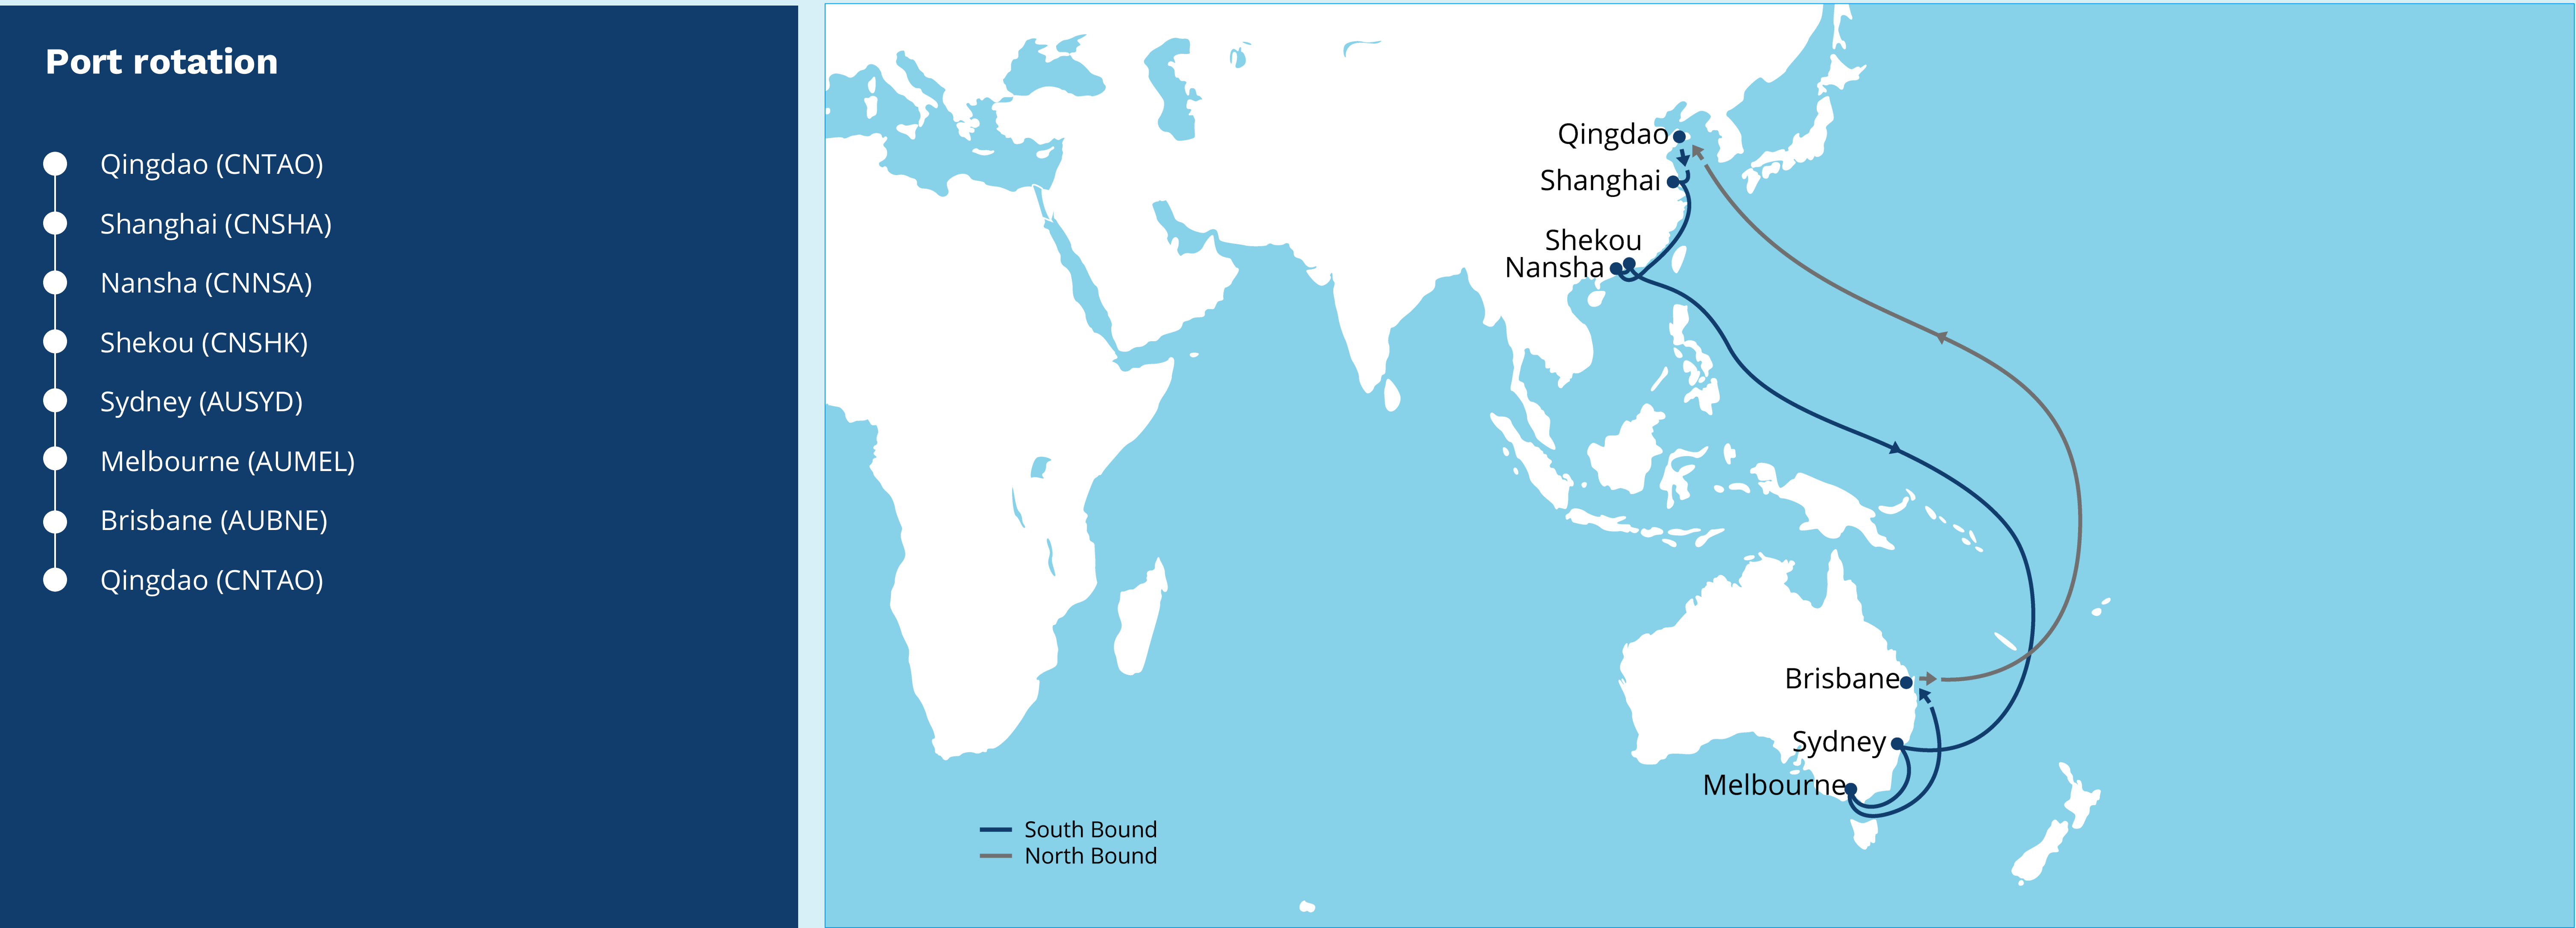 Port rotation
Qingdao (CNTAO)
Shanghai (CNSHA)
Nansha (CNNSA)
Shekou (CNSHK)
Sydney (AUSYD)
Melbourne (AUMEL)
Brisbane (AUBNE)
Qingdao (CNTAO)
Qingdao
Shanghai
Shekou
Nansha
Brisbane
Sydney
Melbourne
South Bound
North Bound